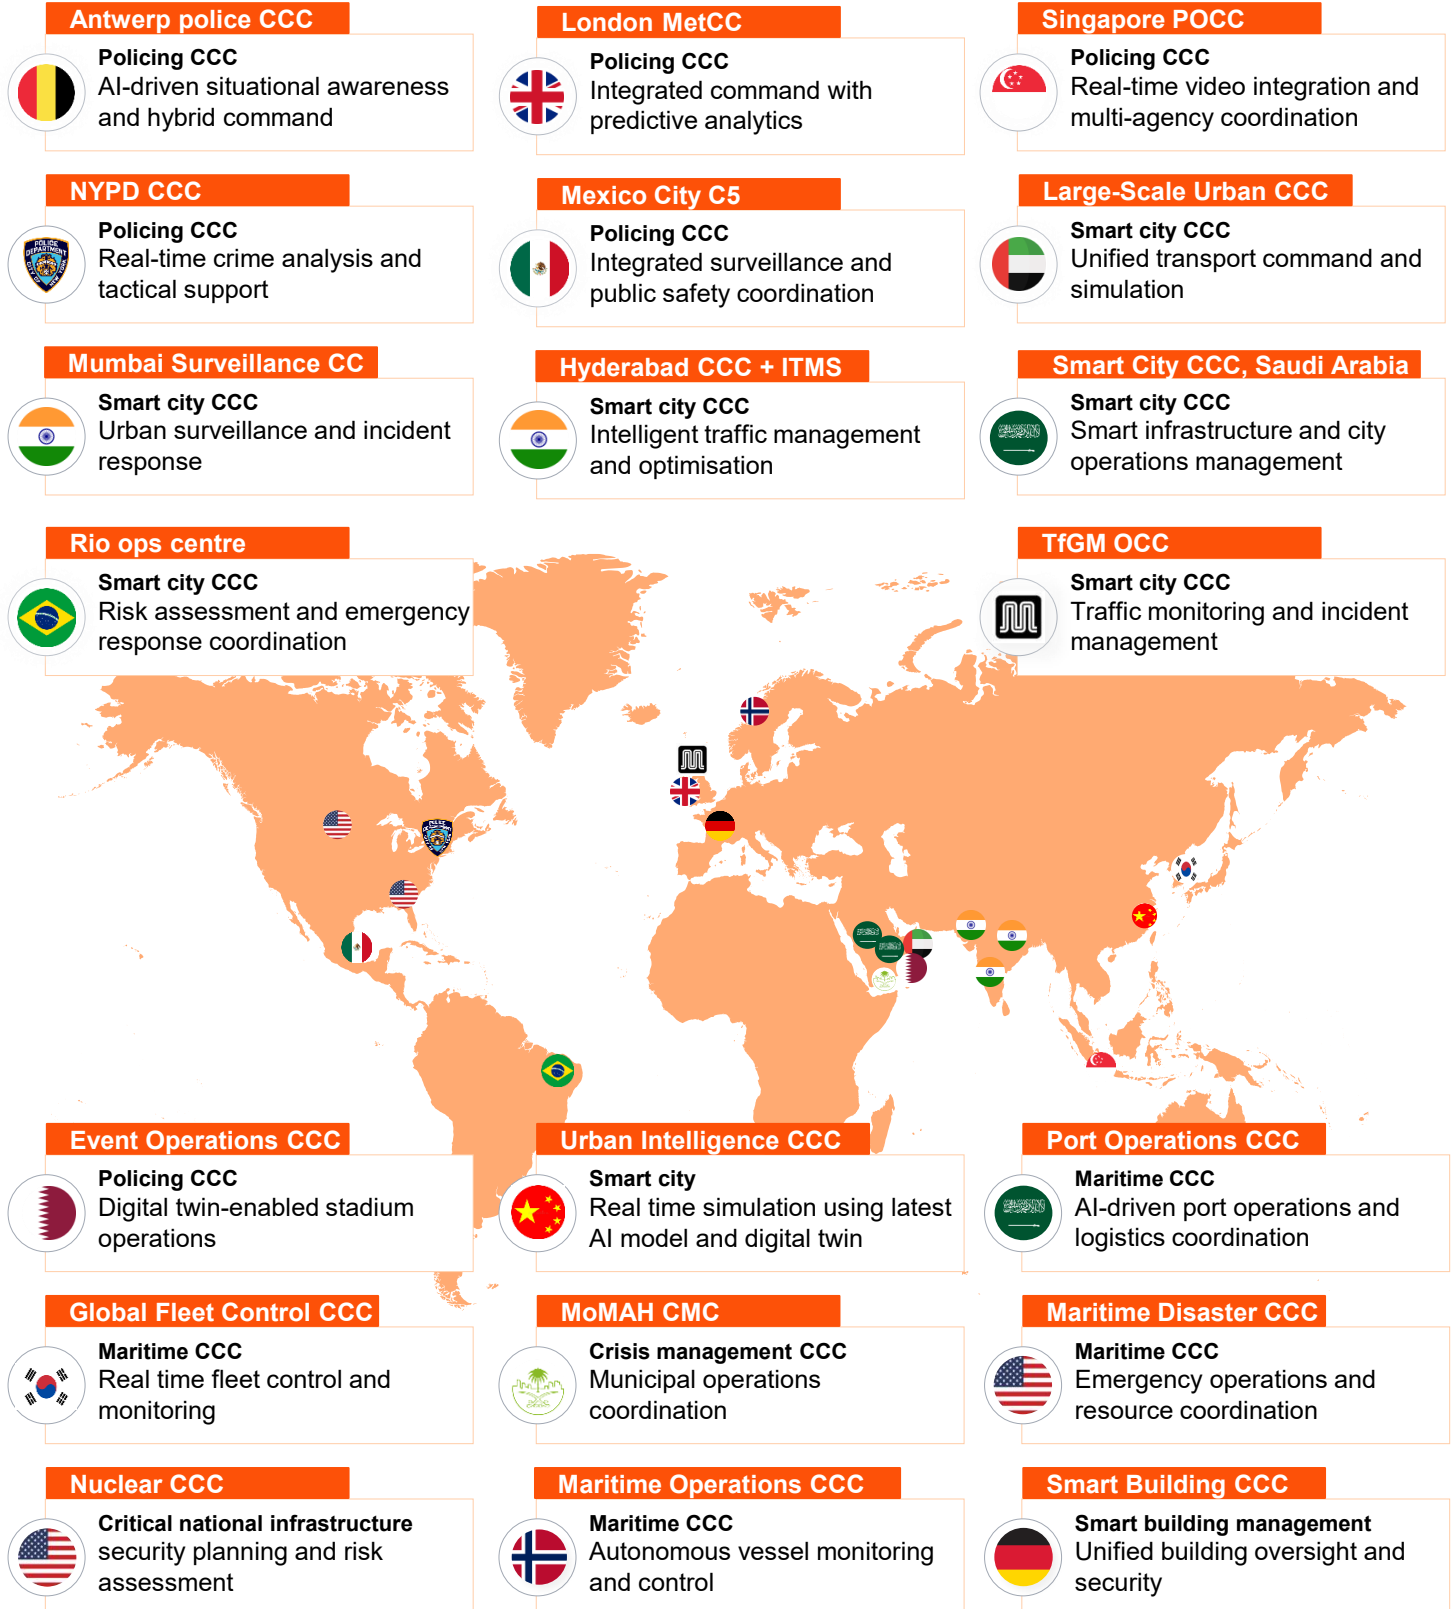 Antwerp police CCC
Policing CCC
AI-driven situational awareness
and hybrid command
London MetCC
Policing CCC
Integrated command with
predictive analytics
Singapore POCC
Policing CCC
Real-time video integration and
multi-agency coordination
NYPD CCC
POLICE
DEPARTMENT
CITY OF
NEW YORK
Policing CCC
Real-time crime analysis and
tactical support
Mexico City C5
Policing CCC
Integrated surveillance and
public safety coordination
Large-Scale Urban CCC
Smart city CCC
Unified transport command and
simulation
Mumbai Surveillance CC
Smart city CCC
Urban surveillance and incident
response
Hyderabad CCC + ITMS
Smart city CCC
Intelligent traffic management
and optimisation
Smart City CCC, Saudi Arabia
Smart city CCC
Smart infrastructure and city
operations management
Rio ops centre
Smart city CCC
Risk assessment and emergency
response coordination
TfGM OCC
Smart city CCC
Traffic monitoring and incident
management
Event Operations CCC
Policing CCC
Digital twin-enabled stadium
operations
Urban Intelligence CCC
Smart city
Real time simulation using latest
AI model and digital twin
Port Operations CCC
Maritime CCC
AI-driven port operations and
logistics coordination
Global Fleet Control CCC
Maritime CCC
Real time fleet control and
monitoring
MoMAH CMC
Crisis management CCC
Municipal operations
coordination
Maritime Disaster CCC
Maritime CCC
Emergency operations and
resource coordination
Nuclear CCC
Critical national infrastructure
security planning and risk
assessment
Maritime Operations CCC
Maritime CCC
Autonomous vessel monitoring
and control
Smart Building CCC
Smart building management
Unified building oversight and
security